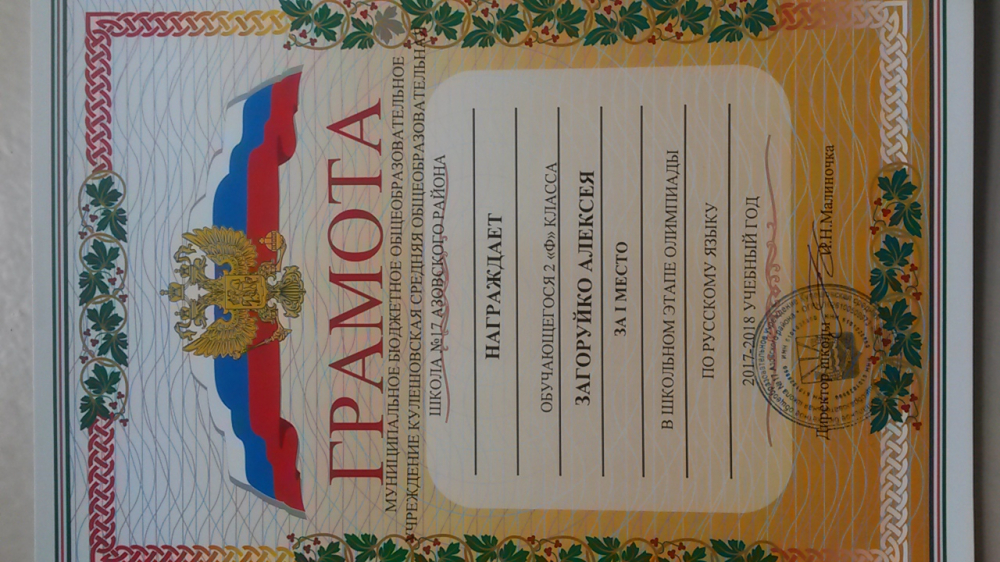 ГРАМОТА
МУНИЦИПАЛЬНОЕ БЮДЖЕТНОЕ ОБЩЕОБРАЗОВАТЕЛЬНОЕ
УЧРЕЖДЕНИЕ КУЛЕШОВСКАЯ СРЕДНЯЯ ОБЩЕОБРАЗОВАТЕЛЬНАЯ
ШКОЛА №17 АЗОВСКОГО РАЙОНА
НАГРАЖДАЕТ
ОБУЧАЮЩЕГОСЯ 2 «Ф» КЛАССА
ЗАГОРУЙКО АЛЕКСЕЯ
ЗА I МЕСТО
В ШКОЛЬНОМ ЭТАПЕ ОЛИМПИАДЫ
ПО РУССКОМУ ЯЗЫКУ
2017-2018 УЧЕБНЫЙ ГОД
Директор школы И.Н.Малиночка